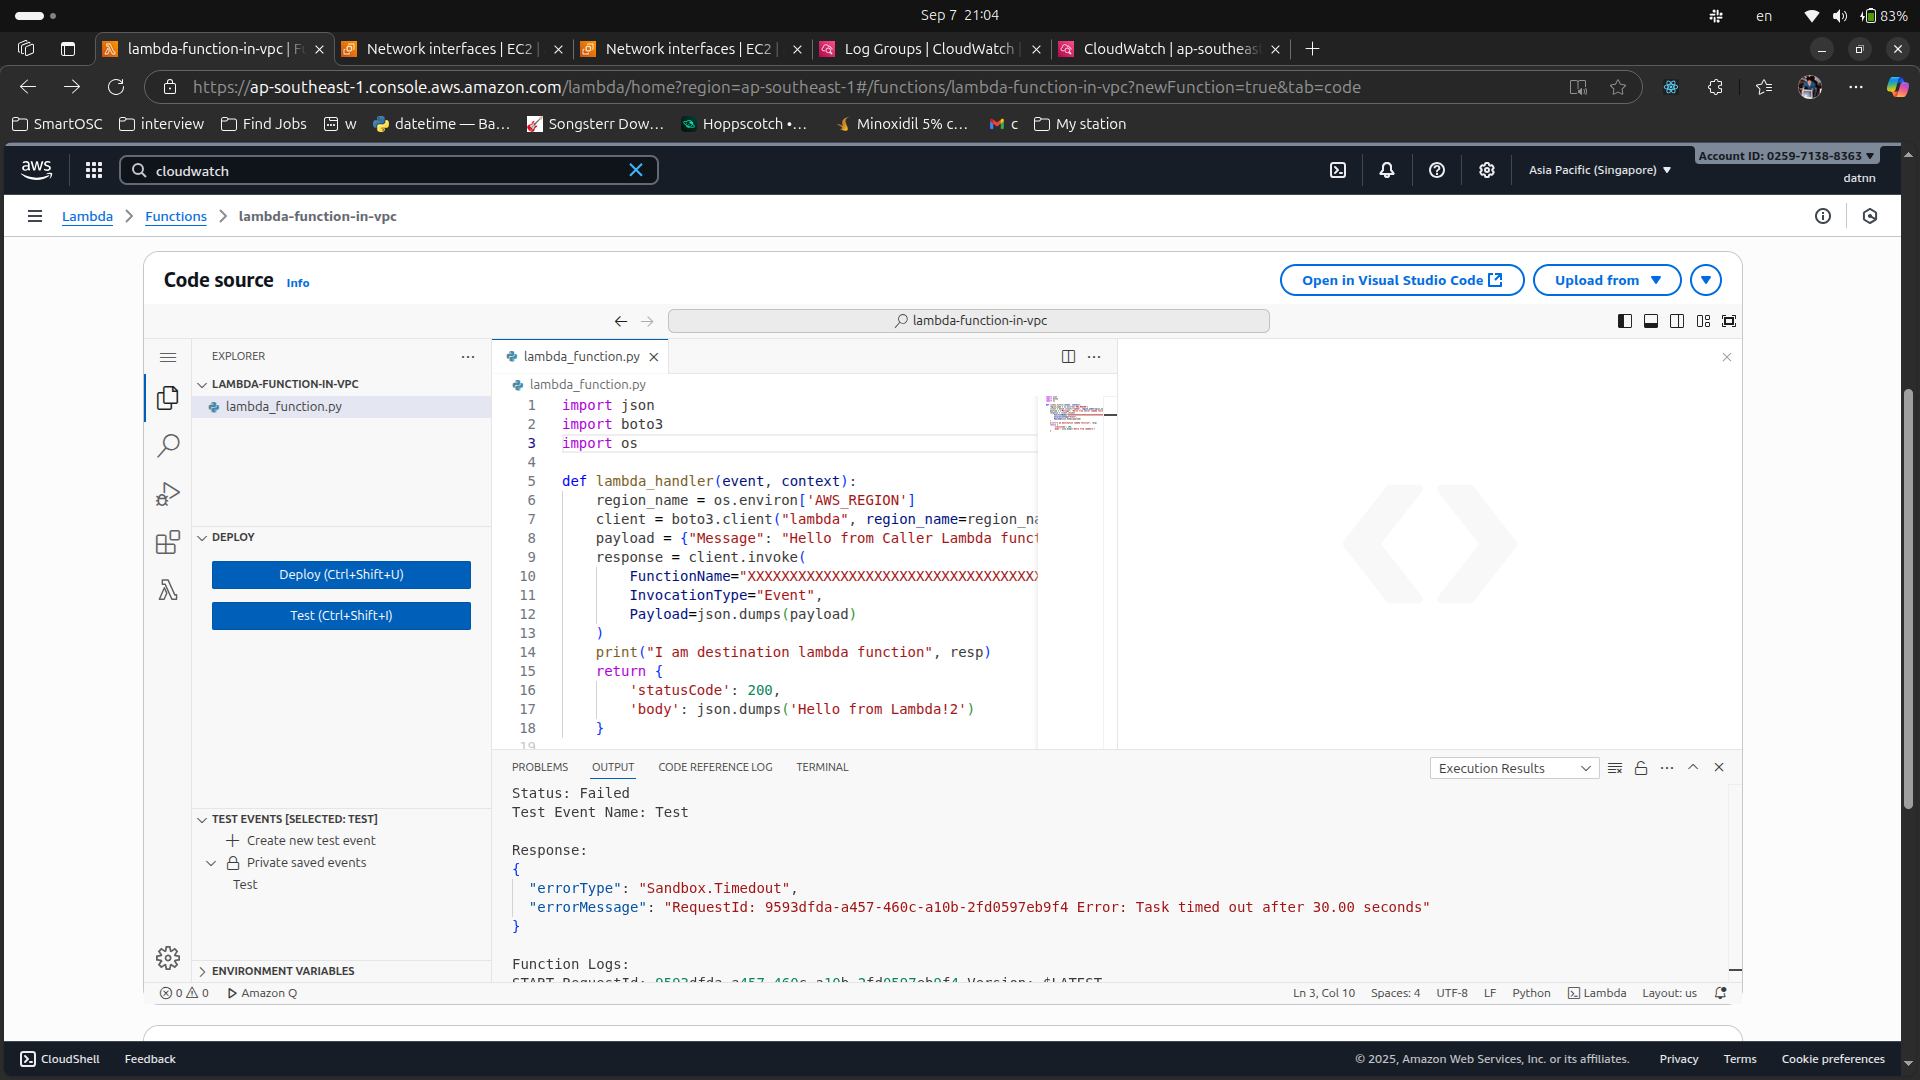 Sep 7 21:04
en
83%
lambda-function-in-vpc | Fu
Network interfaces | EC2 |
Network interfaces | EC2 |
Log Groups | CloudWatch |
CloudWatch | ap-southeas
https://ap-southeast-1.console.aws.amazon.com/lambda/home?region=ap-southeast-1#/functions/lambda-function-in-vpc?newFunction=true&tab=code
SmartOSC
interview
Find Jobs
w
datetime — Ba...
Songsterr Dow...
Hoppscotch •...
Minoxidil 5% c...
c
My station
aws
cloudwatch
Asia Pacific (Singapore)
Account ID: 0259-7138-8363
datnn
Lambda
Functions
lambda-function-in-vpc
Code source
Info
Open in Visual Studio Code
Upload from
lambda-function-in-vpc
EXPLORER
LAMBDA-FUNCTION-IN-VPC
lambda_function.py
DEPLOY
Deploy (Ctrl+Shift+U)
Test (Ctrl+Shift+I)
TEST EVENTS [SELECTED: TEST]
Create new test event
Private saved events
Test
ENVIRONMENT VARIABLES
lambda_function.py
lambda_function.py
1 import json
2 import boto3
3 import os
4
5 def lambda_handler(event, context):
6 region_name = os.environ['AWS_REGION']
7 client = boto3.client("lambda", region_name=region_na
8 payload = {"Message": "Hello from Caller Lambda funct
9 response = client.invoke(
10 FunctionName="XXXXXXXXXXXXXXXXXXXXXXXXXXXXXXXXXXX
11 InvocationType="Event",
12 Payload=json.dumps(payload)
13 )
14 print("I am destination lambda function", resp)
15 return {
16 'statusCode': 200,
17 'body': json.dumps('Hello from Lambda!2')
18 }
19
PROBLEMS
OUTPUT
CODE REFERENCE LOG
TERMINAL
Execution Results
Status: Failed
Test Event Name: Test
Response:
{
"errorType": "Sandbox.Timedout",
"errorMessage": "RequestId: 9593dfda-a457-460c-a10b-2fd0597eb9f4 Error: Task timed out after 30.00 seconds"
}
Function Logs:
START RequestId: 9593dfda-a457-460c-a10b-2fd0597eb9f4 Version: $LATEST
0
0
Amazon Q
Ln 3, Col 10
Spaces: 4
UTF-8
LF
Python
Lambda
Layout: us
CloudShell
Feedback
© 2025, Amazon Web Services, Inc. or its affiliates.
Privacy
Terms
Cookie preferences